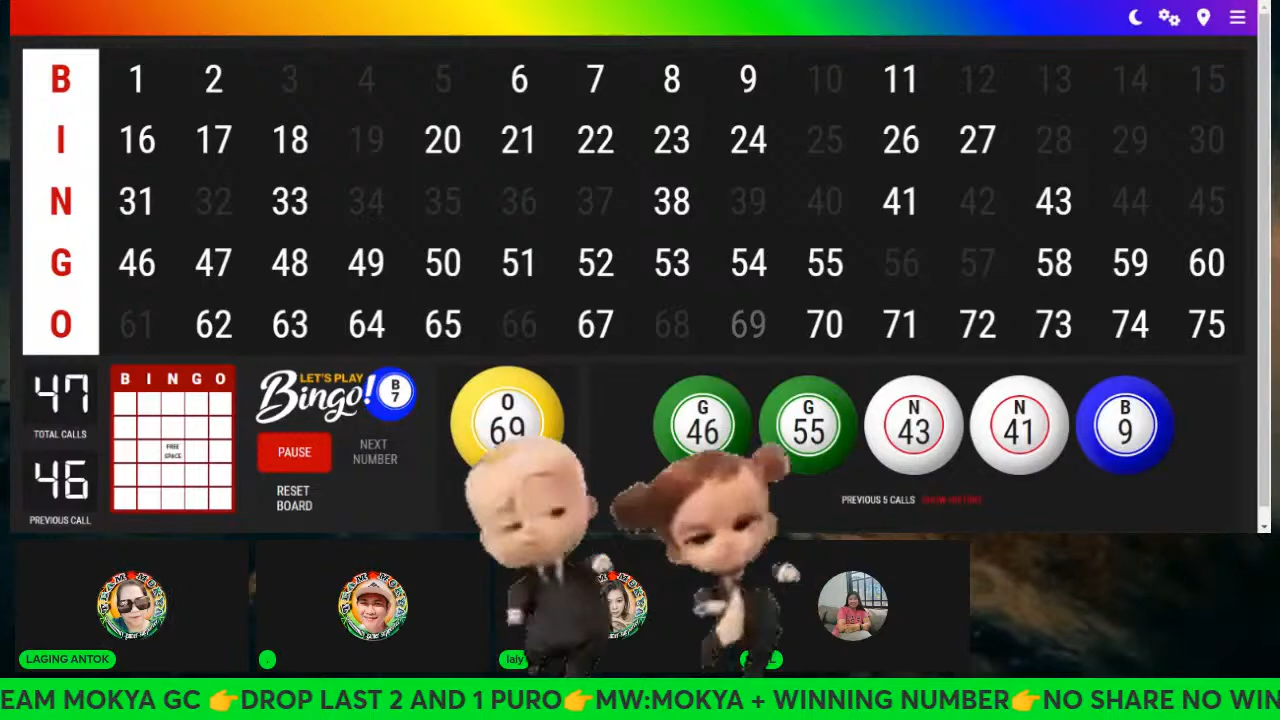 B 1 2 3 4 5 6 7 8 9 10 11 12 13 14 15
I 16 17 18 19 20 21 22 23 24 25 26 27 28 29 30
N 31 32 33 34 35 36 37 38 39 40 41 42 43 44 45
G 46 47 48 49 50 51 52 53 54 55 56 57 58 59 60
O 61 62 63 64 65 66 67 68 69 70 71 72 73 74 75
47
TOTAL CALLS
46
PREVIOUS CALL
B I N G O
FREE
SPACE
LET'S PLAY
Bingo!
B
7
PAUSE
NEXT
NUMBER
RESET
BOARD
O
69
G
46
G
55
N
43
N
41
B
9
PREVIOUS 5 CALLS SHOW HISTORY
TEAM MOKYA
LAGING ANTOK
.
laly
L
EAM MOKYA GC 👉DROP LAST 2 AND 1 PURO👉MW:MOKYA + WINNING NUMBER👉NO SHARE NO WIN